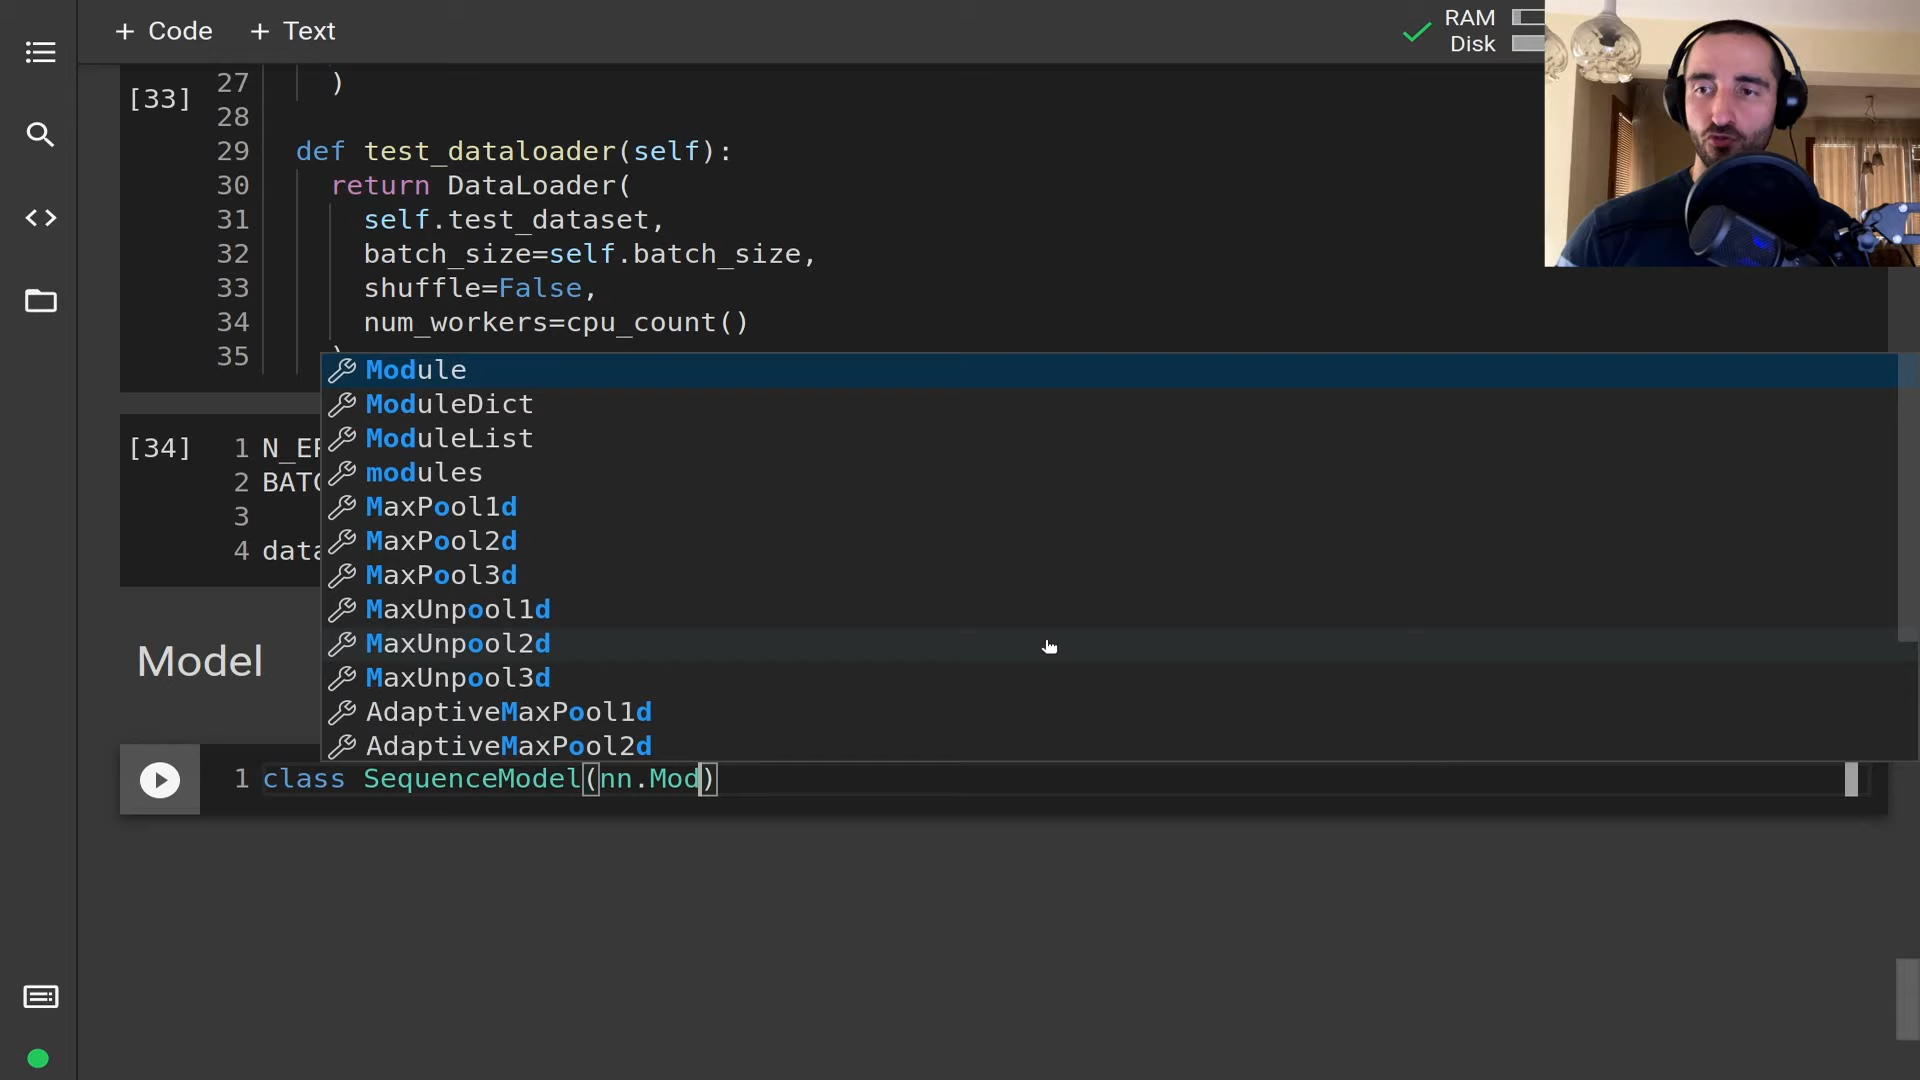 + Code + Text
RAM
Disk
[33]
27 )
28
29 def test_dataloader(self):
30 return DataLoader(
31 self.test_dataset,
32 batch_size=self.batch_size,
33 shuffle=False,
34 num_workers=cpu_count()
35
Module
ModuleDict
ModuleList
modules
MaxPool1d
MaxPool2d
MaxPool3d
MaxUnpool1d
MaxUnpool2d
MaxUnpool3d
AdaptiveMaxPool1d
AdaptiveMaxPool2d
[34] 1
2 BATC
3
4 data
Model
1 class SequenceModel(nn.Mod)